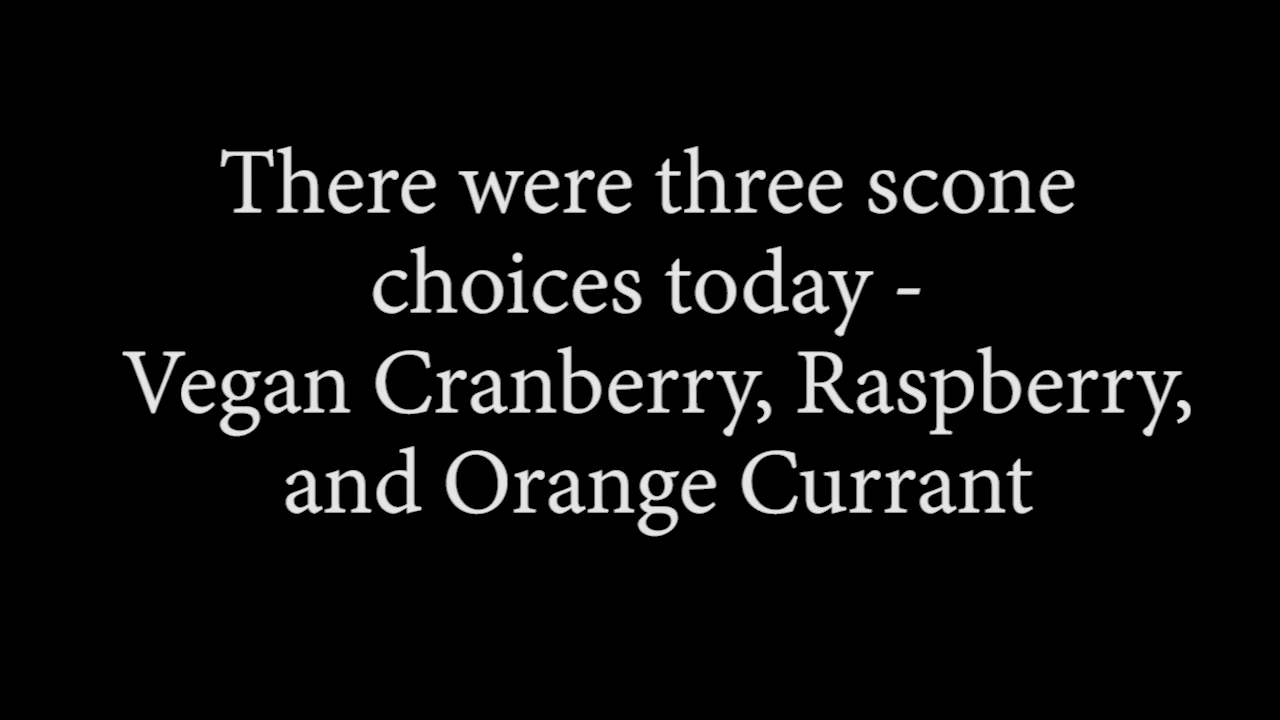 There were three scone
choices today -
Vegan Cranberry, Raspberry,
and Orange Currant